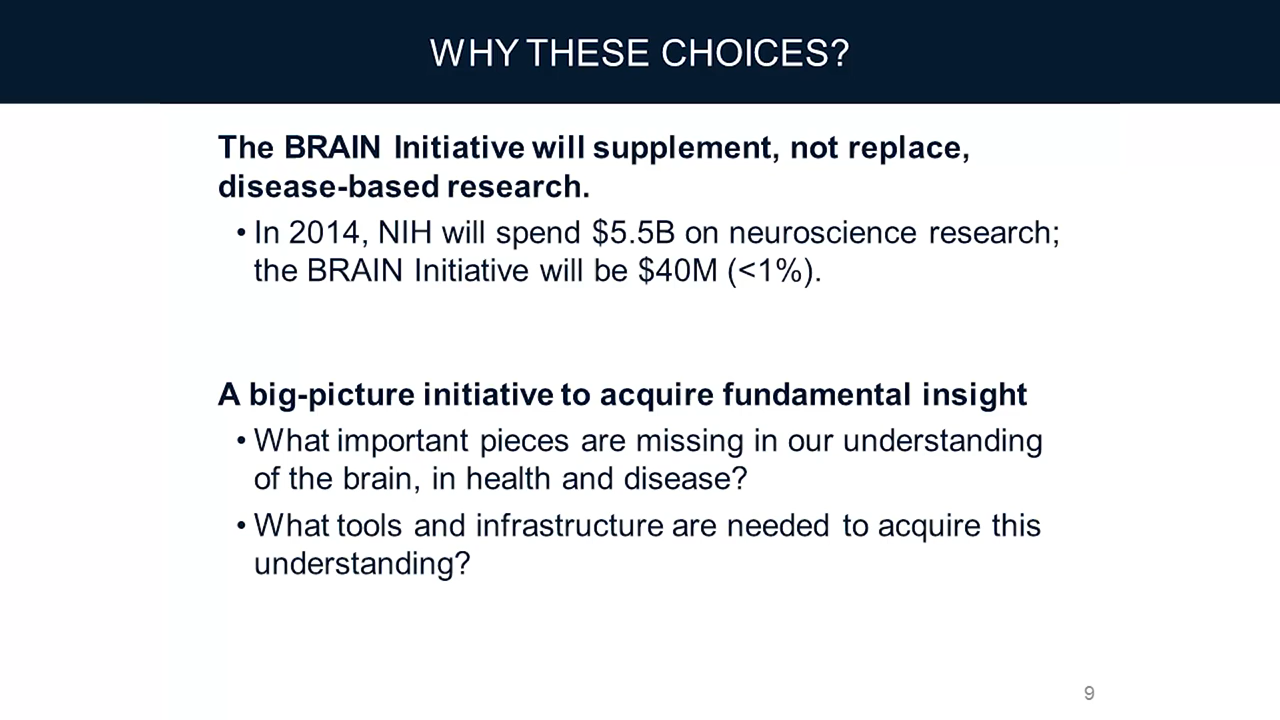 WHY THESE CHOICES?
The BRAIN Initiative will supplement, not replace,
disease-based research.
• In 2014, NIH will spend $5.5B on neuroscience research;
the BRAIN Initiative will be $40M (<1%).
A big-picture initiative to acquire fundamental insight
• What important pieces are missing in our understanding
of the brain, in health and disease?
• What tools and infrastructure are needed to acquire this
understanding?
9